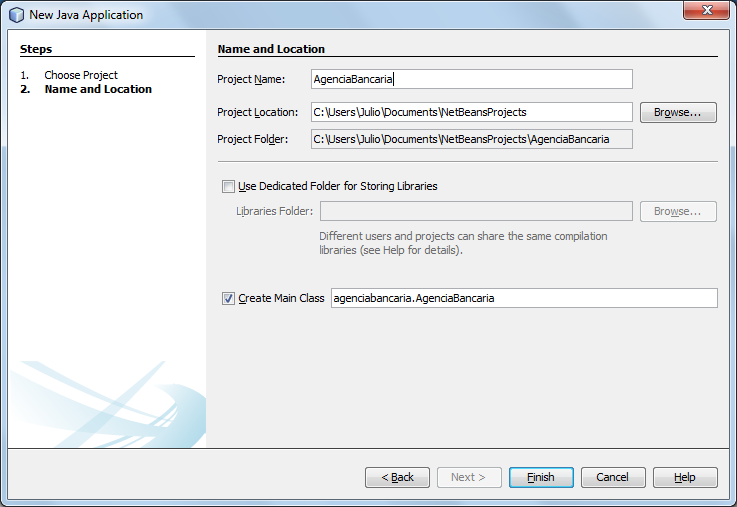 New Java Application
Steps
1. Choose Project
2. Name and Location
Name and Location
Project Name: AgenciaBancaria
Project Location: C:\Users\Julio\Documents\NetBeansProjects Browse...
Project Folder: C:\Users\Julio\Documents\NetBeansProjects\AgenciaBancaria
Use Dedicated Folder for Storing Libraries
Libraries Folder: Browse...
Different users and projects can share the same compilation
libraries (see Help for details).
Create Main Class agenciabancaria.AgenciaBancaria
< Back Next > Finish Cancel Help